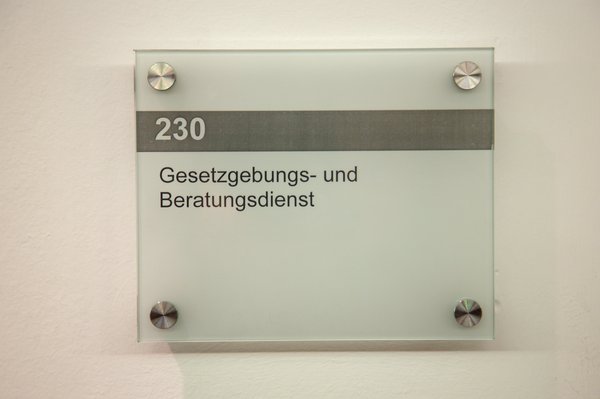 230
Gesetzgebungs- und
Beratungsdienst